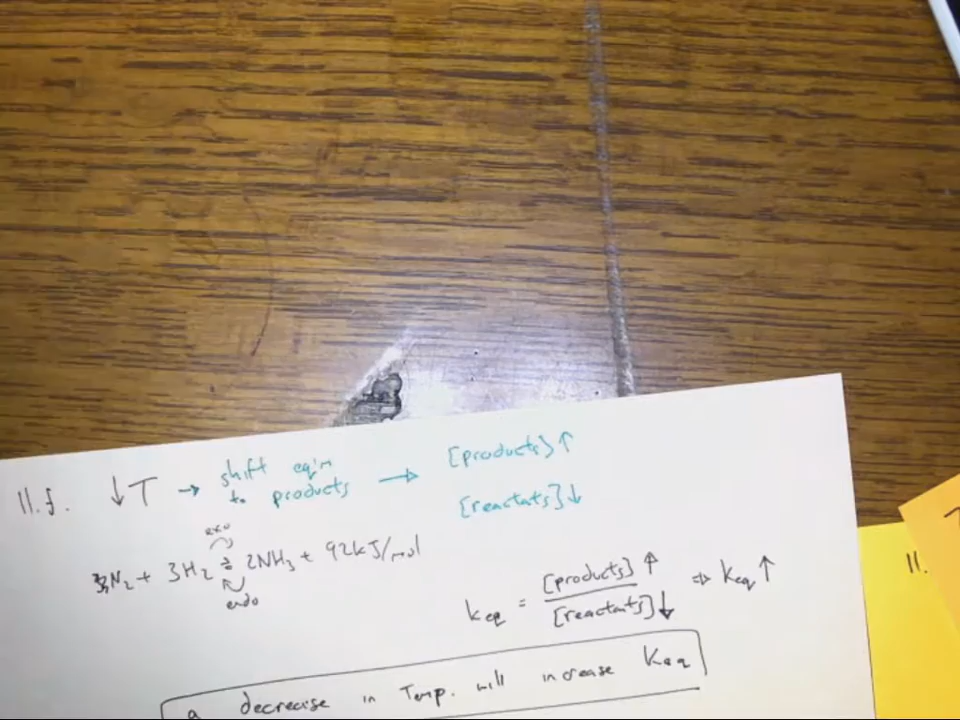 11.f. ↓T → shift eq'm to products → [products]↑
[reactats]↓
exo
N₂ + 3H₂ ⇌ 2NH₃ + 92kJ/mol
endo
keq = [products]↑ / [reactants]↓ ⇒ keq↑
a decrease in Temp. will increase Keq
11.